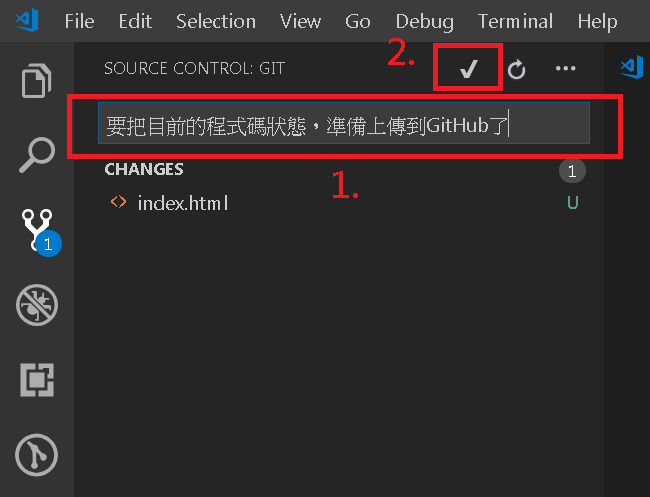 File Edit Selection View Go Debug Terminal Help
2.
SOURCE CONTROL: GIT
要把目前的程式碼狀態，準備上傳到GitHub了
1.
CHANGES 1
<> index.html U
1